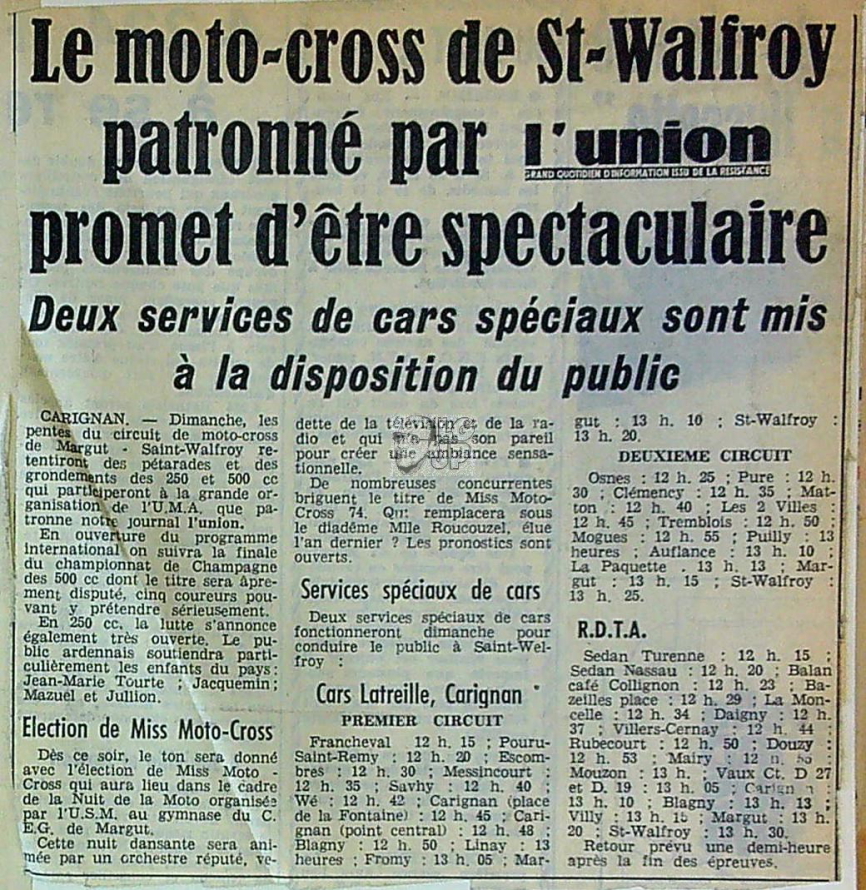 Le moto-cross de St-Walfroy
patronné par l'union
GRAND QUOTIDIEN D'INFORMATION ISSU DE LA RESISTANCE
promet d'être spectaculaire
Deux services de cars spéciaux sont mis
à la disposition du public
CARIGNAN. — Dimanche, les
pentes du circuit de moto-cross
de Margut - Saint-Walfroy re-
tentiront des pétarades et des
grondements des 250 et 500 cc
qui participeront à la grande or-
ganisation de l'U.M.A. que pa-
tronne notre journal l'union.
En ouverture du programme
international on suivra la finale
du championnat de Champagne
des 500 cc dont le titre sera âpre-
ment disputé, cinq coureurs pou-
vant y prétendre sérieusement.
En 250 cc, la lutte s'annonce
également très ouverte. Le pu-
blic ardennais soutiendra parti-
culièrement les enfants du pays :
Jean-Marie Tourte ; Jacquemin ;
Mazuel et Jullion.
Election de Miss Moto-Cross
Dès ce soir, le ton sera donné
avec l'élection de Miss Moto -
Cross qui aura lieu dans le cadre
de la Nuit de la Moto organisée
par l'U.S.M. au gymnase du C.
E.G. de Margut.
Cette nuit dansante sera ani-
mée par un orchestre réputé, ve-
dette de la télévision et de la ra-
dio et qui n'a pas son pareil
pour créer une ambiance sensa-
tionnelle.
De nombreuses concurrentes
briguent le titre de Miss Moto-
Cross 74. Qui remplacera sous
le diadème Mlle Roucouzel, élue
l'an dernier ? Les pronostics sont
ouverts.
Services spéciaux de cars
Deux services spéciaux de cars
fonctionneront dimanche pour
conduire le public à Saint-Wel-
froy :
Cars Latreille, Carignan
PREMIER CIRCUIT
Francheval 12 h. 15 ; Pouru-
Saint-Remy : 12 h. 20 ; Escom-
bres : 12 h. 30 ; Messincourt :
12 h. 35 ; Savhy : 12 h. 40 ;
Wé : 12 h. 42 ; Carignan (place
de la Fontaine) : 12 h. 45 ; Cari-
gnan (point central) : 12 h. 48 ;
Blagny : 12 h. 50 ; Linay : 13
heures ; Fromy : 13 h. 05 ; Mar-
gut : 13 h. 10 ; St-Walfroy :
13 h. 20.
DEUXIEME CIRCUIT
Osnes : 12 h. 25 ; Pure : 12 h.
30 ; Clémency : 12 h. 35 ; Mat-
ton : 12 h. 40 ; Les 2 Villes :
12 h. 45 ; Tremblois : 12 h. 50 ;
Mogues : 12 h. 55 ; Puilly : 13
heures ; Auflance : 13 h. 10 ;
La Paquette . 13 h. 13 ; Mar-
gut : 13 h. 15 ; St-Walfroy :
13 h. 25.
R.D.T.A.
Sedan Turenne : 12 h. 15 ;
Sedan Nassau : 12 h. 20 ; Balan
café Collignon : 12 h. 23 ; Ba-
zeilles place : 12 h. 29 ; La Mon-
celle : 12 h. 34 ; Daigny : 12 h.
37 ; Villers-Cernay : 12 h. 44 :
Rubecourt : 12 h. 50 ; Douzy :
12 h. 53 ; Mairy : 12 h.
Mouzon : 13 h. ; Vaux Ct. D 27
et D. 19 : 13 h. 05 ; Carignan :
13 h. 10 ; Blagny : 13 h. 13 ;
Villy : 13 h. 15 ; Margut : 13 h.
20 ; St-Walfroy : 13 h. 30.
Retour prévu une demi-heure
après la fin des épreuves.